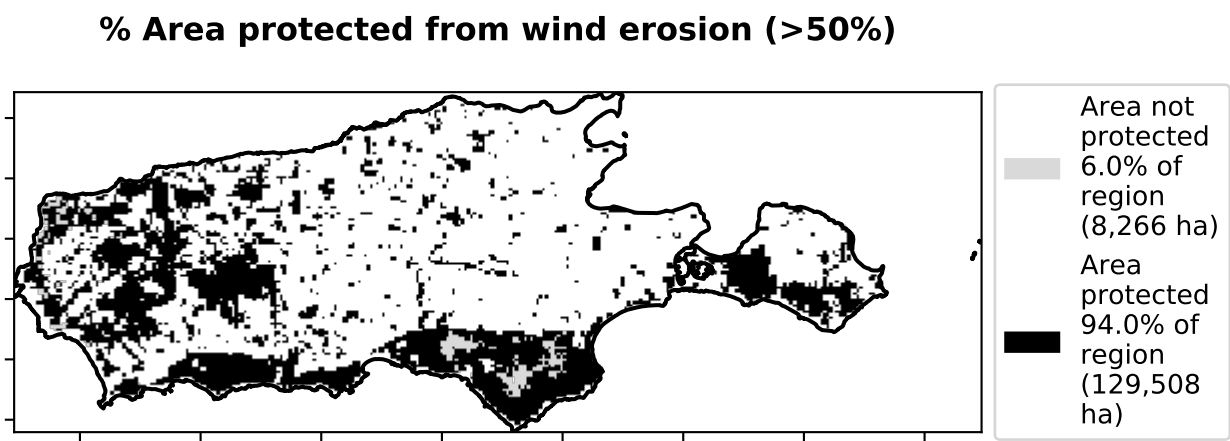 % Area protected from wind erosion (>50%)
Area not
protected
6.0% of
region
(8,266 ha)
Area
protected
94.0% of
region
(129,508
ha)